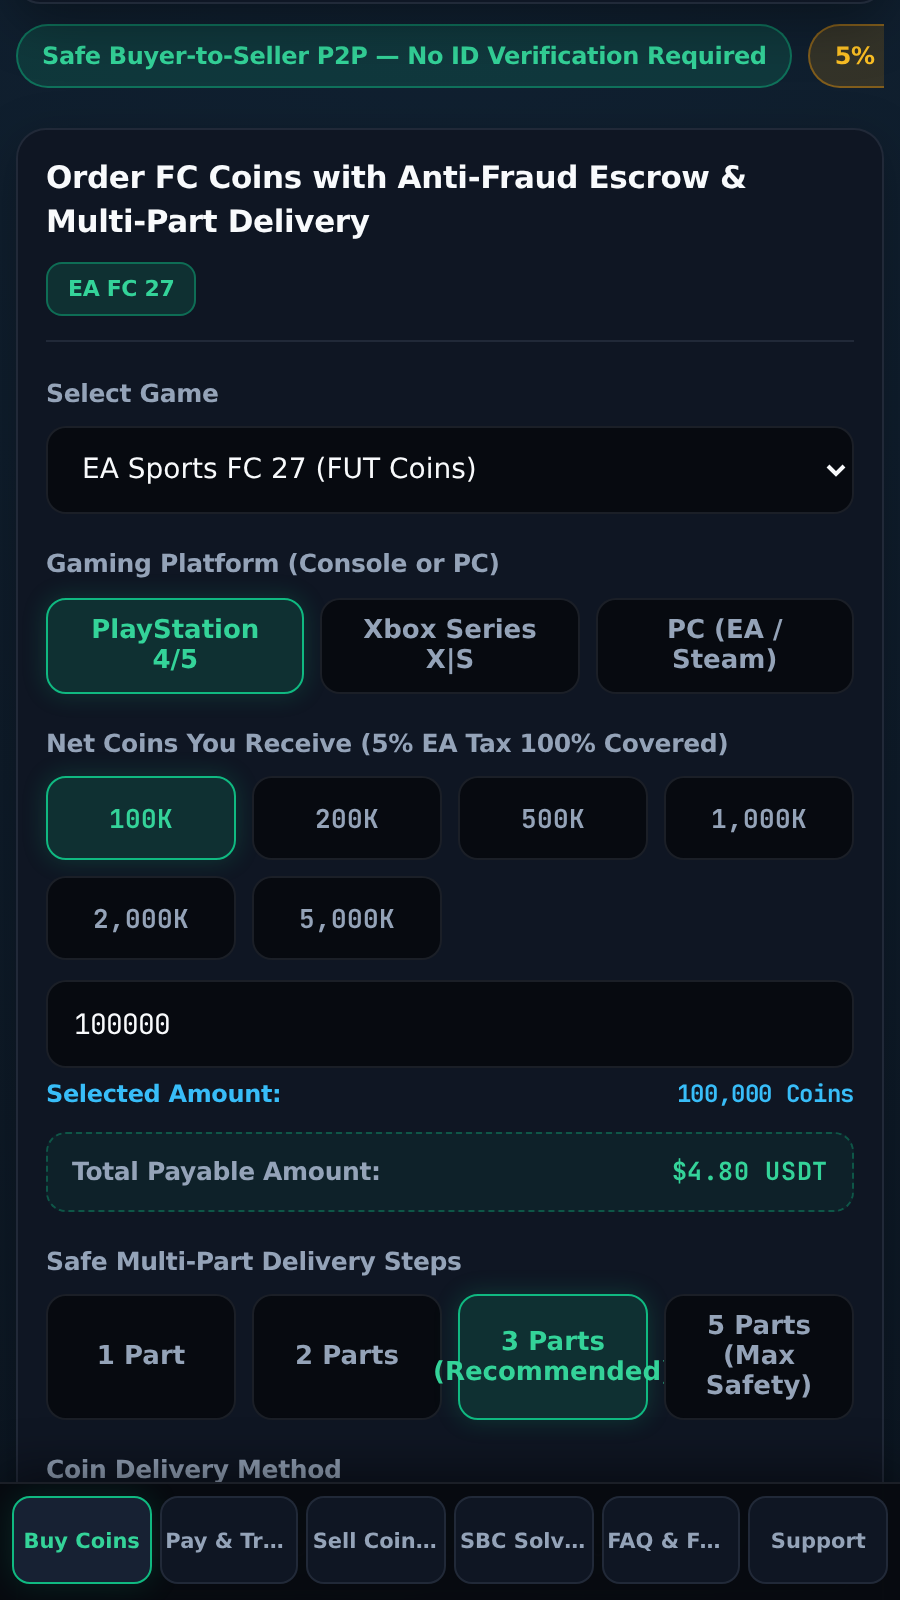 Safe Buyer-to-Seller P2P — No ID Verification Required
5%
Order FC Coins with Anti-Fraud Escrow &
Multi-Part Delivery
EA FC 27
Select Game
EA Sports FC 27 (FUT Coins)
Gaming Platform (Console or PC)
PlayStation
4/5
Xbox Series
X|S
PC (EA /
Steam)
Net Coins You Receive (5% EA Tax 100% Covered)
100K
200K
500K
1,000K
2,000K
5,000K
100000
Selected Amount:
100,000 Coins
Total Payable Amount:
$4.80 USDT
Safe Multi-Part Delivery Steps
1 Part
2 Parts
3 Parts
(Recommended)
5 Parts
(Max
Safety)
Coin Delivery Method
Buy Coins
Pay & Tr...
Sell Coin...
SBC Solv...
FAQ & F...
Support